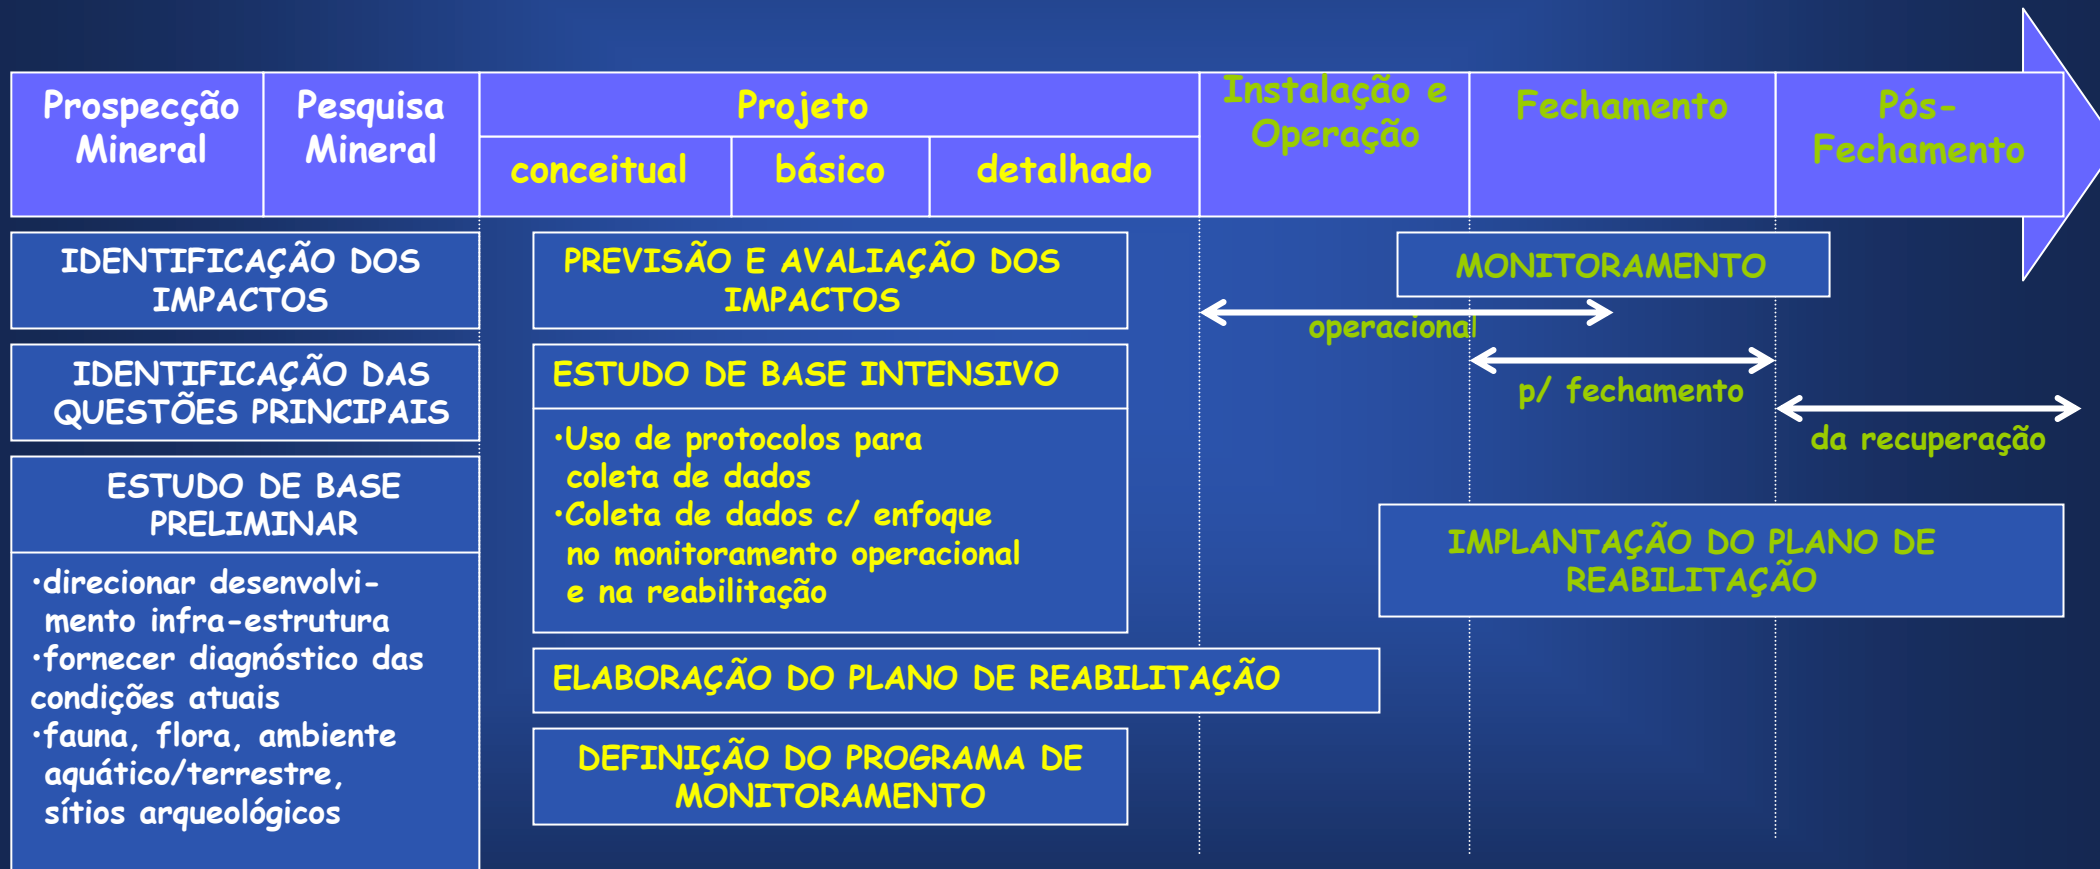 Prospecção
Mineral
Pesquisa
Mineral
Projeto
conceitual
básico
detalhado
Instalação e
Operação
Fechamento
Pós-
Fechamento
IDENTIFICAÇÃO DOS
IMPACTOS
IDENTIFICAÇÃO DAS
QUESTÕES PRINCIPAIS
ESTUDO DE BASE
PRELIMINAR
•direcionar desenvolvi-
mento infra-estrutura
•fornecer diagnóstico das
condições atuais
•fauna, flora, ambiente
aquático/terrestre,
sítios arqueológicos
PREVISÃO E AVALIAÇÃO DOS
IMPACTOS
ESTUDO DE BASE INTENSIVO
•Uso de protocolos para
coleta de dados
•Coleta de dados c/ enfoque
no monitoramento operacional
e na reabilitação
ELABORAÇÃO DO PLANO DE REABILITAÇÃO
DEFINIÇÃO DO PROGRAMA DE
MONITORAMENTO
MONITORAMENTO
operacional
p/ fechamento
da recuperação
IMPLANTAÇÃO DO PLANO DE
REABILITAÇÃO